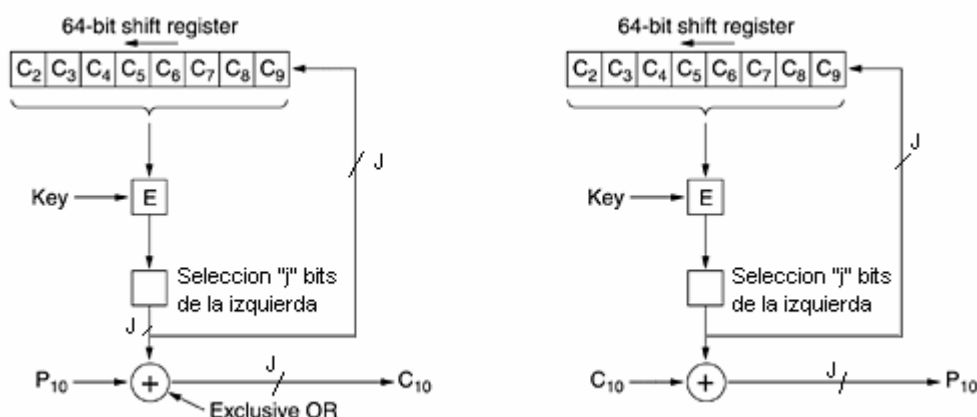 64-bit shift register
C2 C3 C4 C5 C6 C7 C8 C9
J
Key
E
Seleccion "j" bits
de la izquierda
J
J
P10
+
C10
Exclusive OR
64-bit shift register
C2 C3 C4 C5 C6 C7 C8 C9
J
Key
E
Seleccion "j" bits
de la izquierda
J
C10
+
P10